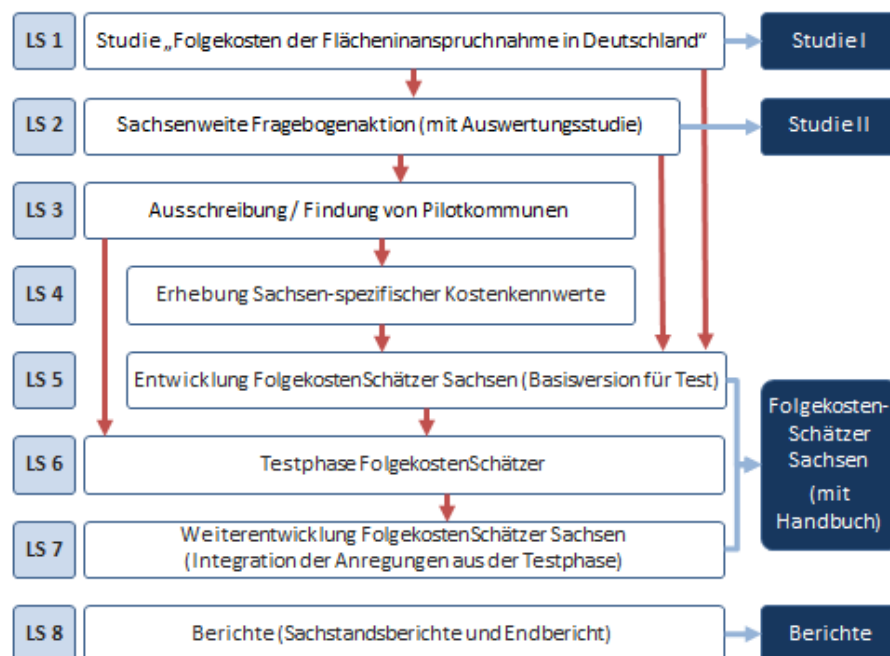 LS 1
Studie „Folgekosten der Flächeninanspruchnahme in Deutschland“
Studie I
LS 2
Sachsenweite Fragebogenaktion (mit Auswertungsstudie)
Studie II
LS 3
Ausschreibung / Findung von Pilotkommunen
LS 4
Erhebung Sachsen-spezifischer Kostenkennwerte
LS 5
Entwicklung FolgekostenSchätzer Sachsen (Basisversion für Test)
Folgekosten-
Schätzer
Sachsen
(mit
Handbuch)
LS 6
Testphase FolgekostenSchätzer
LS 7
Weiterentwicklung FolgekostenSchätzer Sachsen
(Integration der Anregungen aus der Testphase)
LS 8
Berichte (Sachstandsberichte und Endbericht)
Berichte